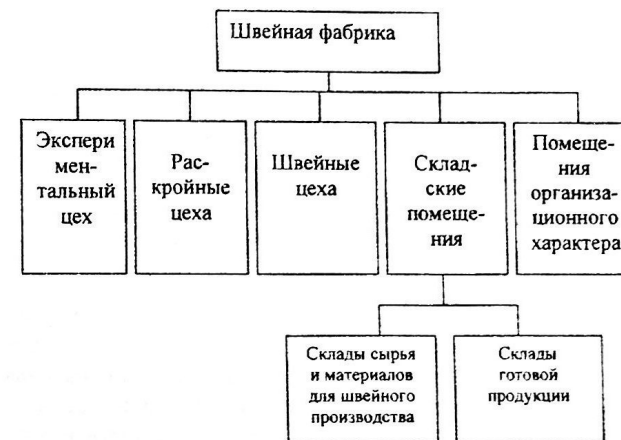 Швейная фабрика
Экспери
мен-
тальный
цех
Рас-
кройные
цеха
Швейные
цеха
Склад-
ские
помеще-
ния
Помеще-
ния
организа-
ционного
характера
Склады сырья
и материалов
для швейного
производства
Склады
готовой
продукции